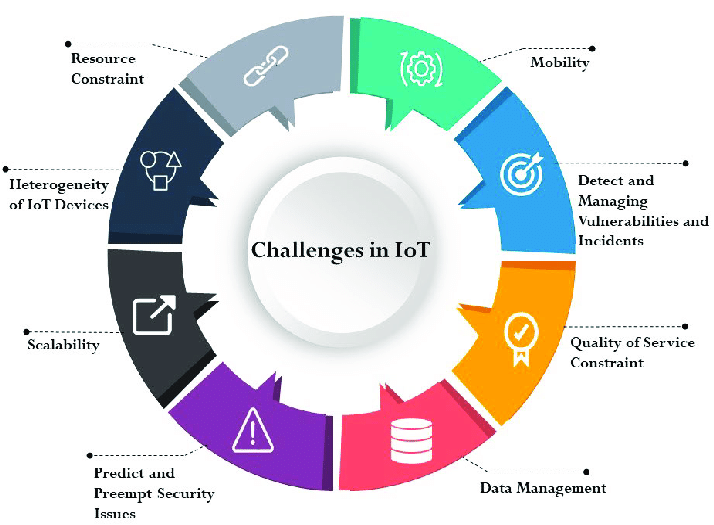 Resource
Constraint
Mobility
Heterogeneity
of IoT Devices
Detect and
Managing
Vulnerabilities and
Incidents
Challenges in IoT
Scalability
Quality of Service
Constraint
Predict and
Preempt Security
Issues
Data Management